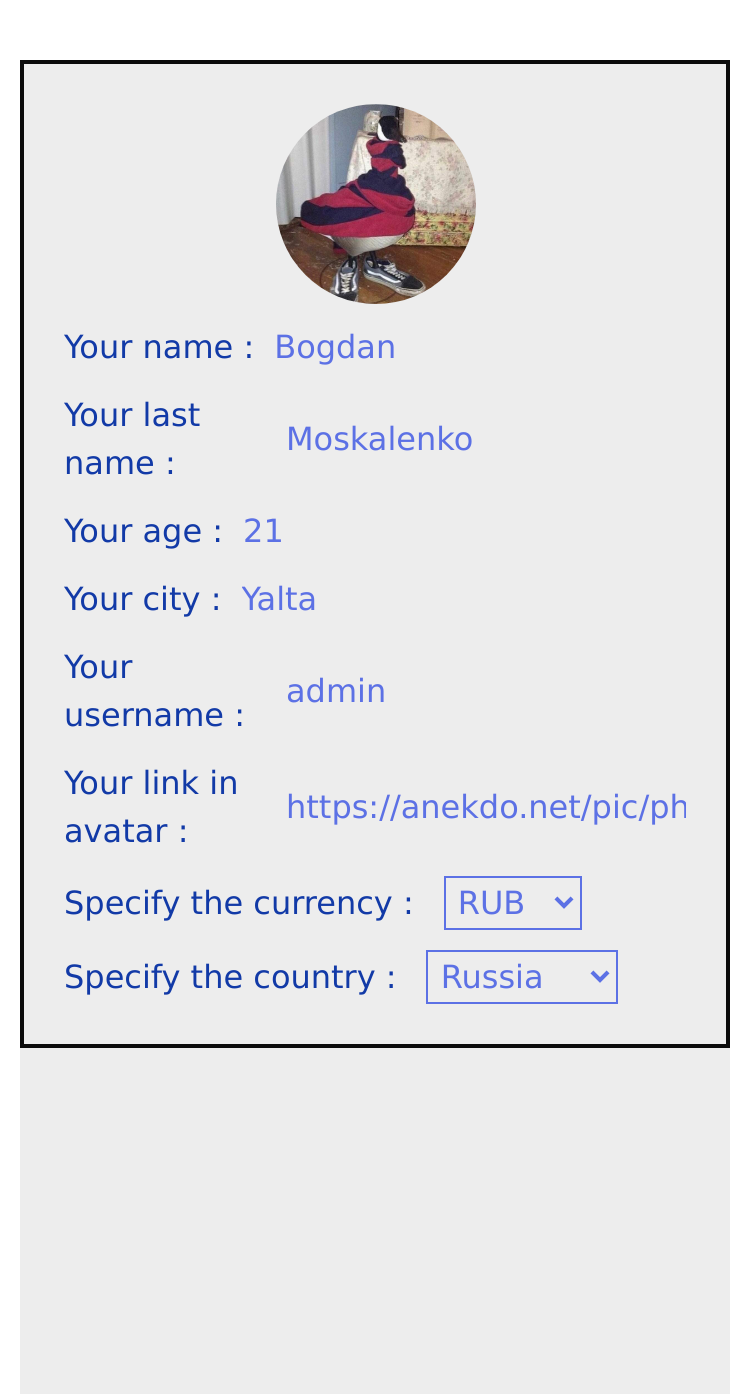 Your name : Bogdan
Your last
name : Moskalenko
Your age : 21
Your city : Yalta
Your
username : admin
Your link in
avatar : https://anekdo.net/pic/ph
Specify the currency : RUB
Specify the country : Russia